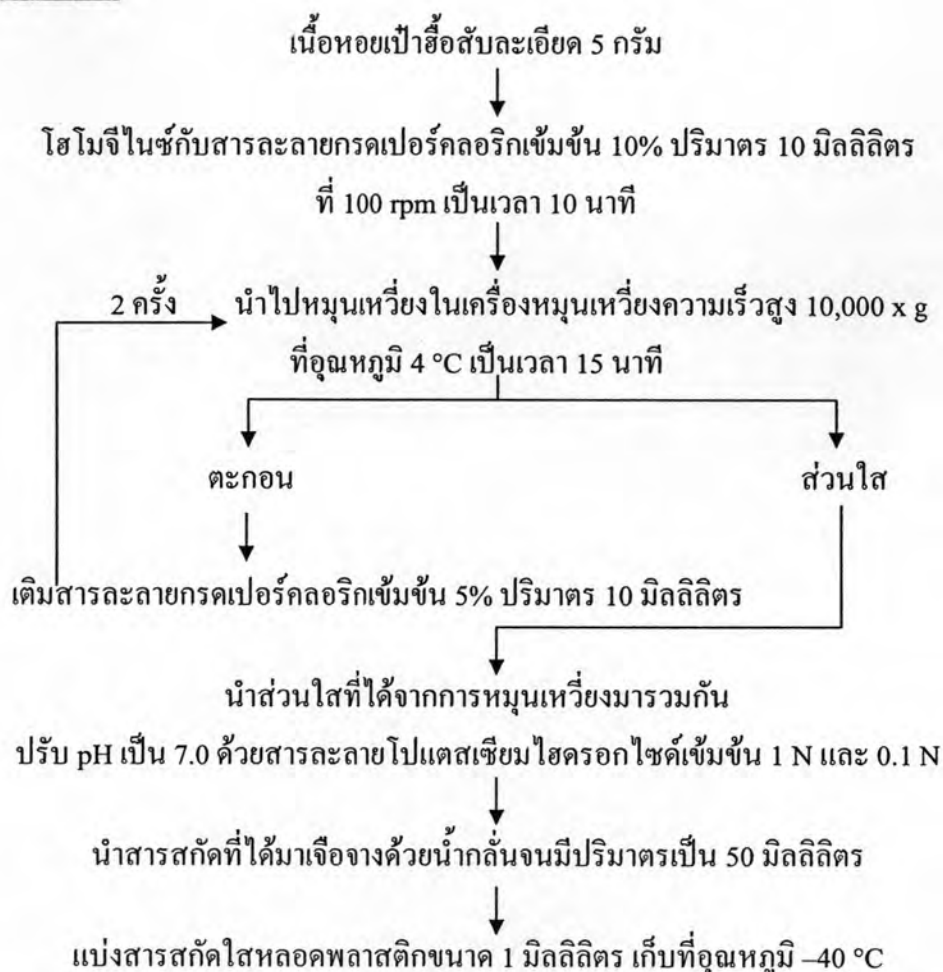 เนื้อหอยเป๋าฮื้อสับละเอียด 5 กรัม
โฮโมจีไนซ์กับสารละลายกรดเปอร์คลอริกเข้มข้น 10% ปริมาตร 10 มิลลิลิตร
ที่ 100 rpm เป็นเวลา 10 นาที
2 ครั้ง
นำไปหมุนเหวี่ยงในเครื่องหมุนเหวี่ยงความเร็วสูง 10,000 x g
ที่อุณหภูมิ 4 °C เป็นเวลา 15 นาที
ตะกอน
ส่วนใส
เติมสารละลายกรดเปอร์คลอริกเข้มข้น 5% ปริมาตร 10 มิลลิลิตร
นำส่วนใสที่ได้จากการหมุนเหวี่ยงมารวมกัน
ปรับ pH เป็น 7.0 ด้วยสารละลายโปแตสเซียมไฮดรอกไซด์เข้มข้น 1 N และ 0.1 N
นำสารสกัดที่ได้มาเจือจางด้วยน้ำกลั่นจนมีปริมาตรเป็น 50 มิลลิลิตร
แบ่งสารสกัดใสหลอดพลาสติกขนาด 1 มิลลิลิตร เก็บที่อุณหภูมิ –40 °C